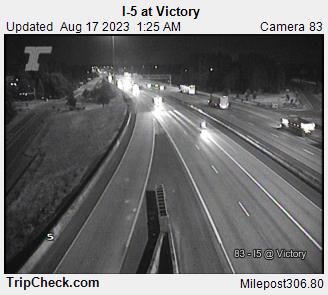 I-5 at Victory
Updated Aug 17 2023 1:25 AM Camera 83
T
S
83 - I5 @ Victory
TripCheck.com Milepost306.80